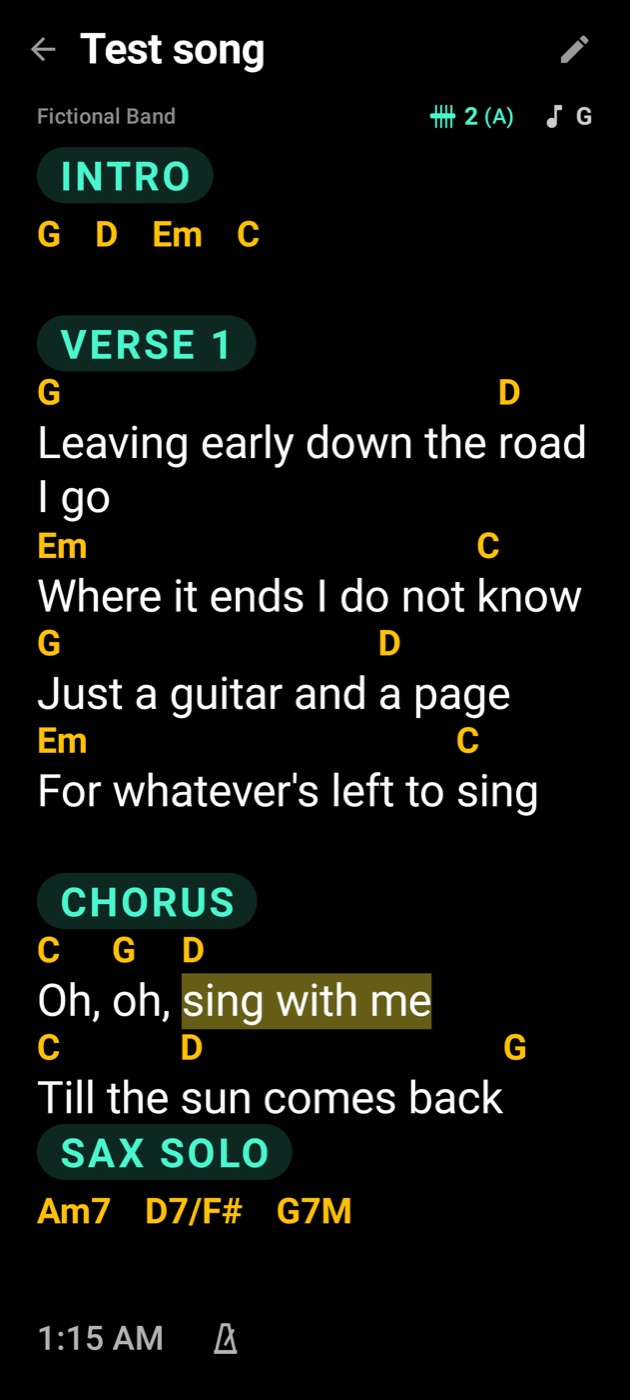 Test song
Fictional Band 2 (A) G
INTRO
G D Em C
VERSE 1
G D
Leaving early down the road
I go
Em C
Where it ends I do not know
G D
Just a guitar and a page
Em C
For whatever's left to sing
CHORUS
C G D
Oh, oh, sing with me
C D G
Till the sun comes back
SAX SOLO
Am7 D7/F# G7M
1:15 AM